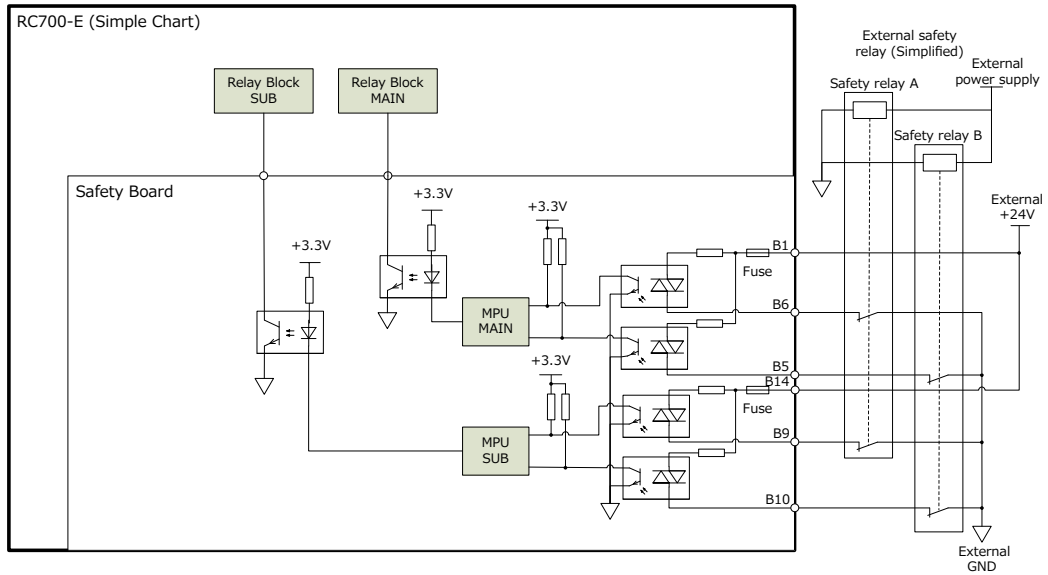 RC700-E (Simple Chart)
External safety
relay (Simplified)
External
power supply
Relay Block
SUB
Relay Block
MAIN
Safety relay A
Safety relay B
Safety Board
+3.3V
+3.3V
+3.3V
External
+24V
B1
Fuse
B6
MPU
MAIN
+3.3V
B5
B14
Fuse
B9
MPU
SUB
B10
External
GND